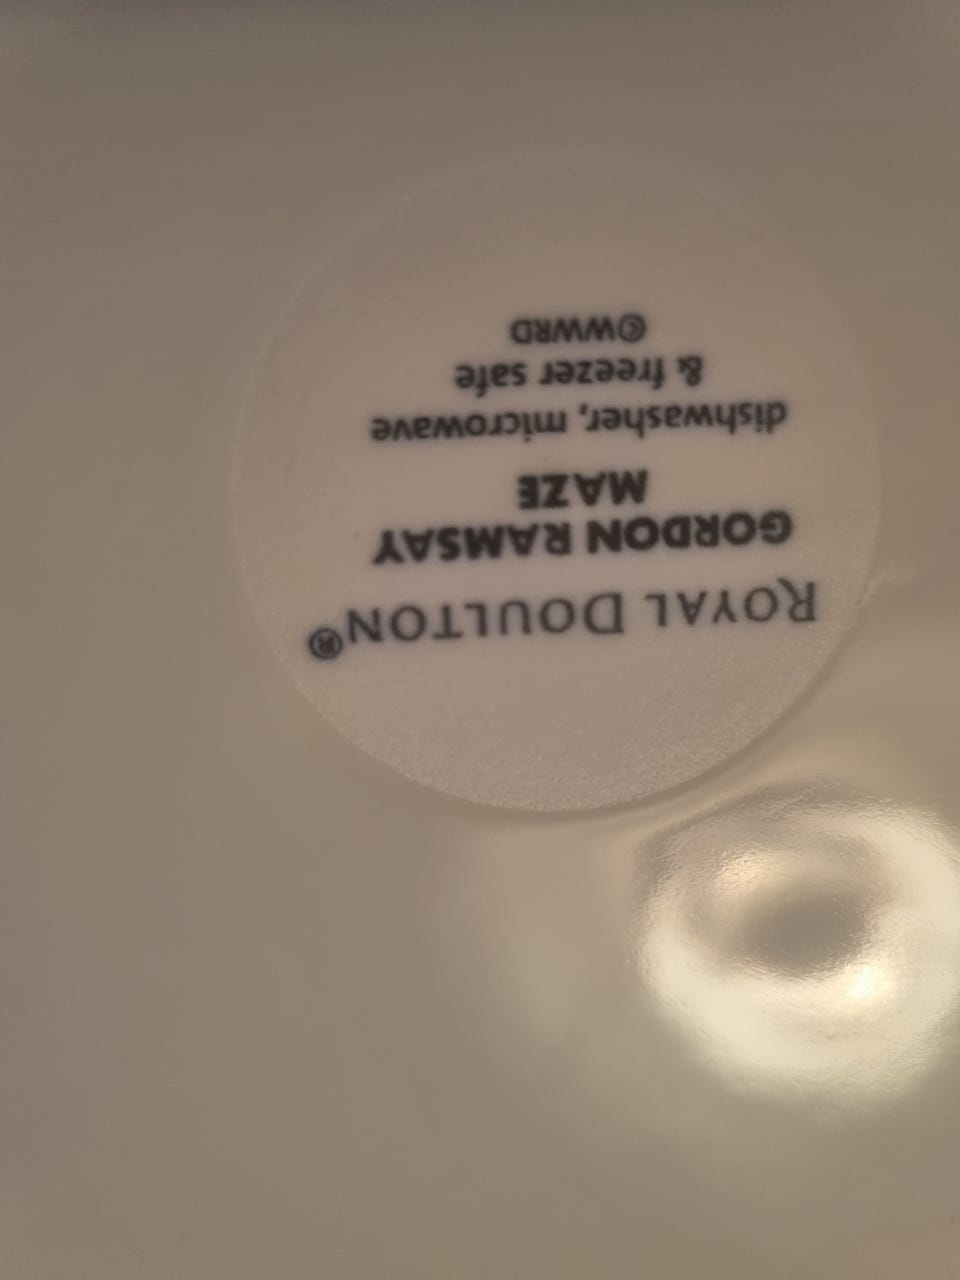 ROYAL DOULTON®
GORDON RAMSAY
MAZE
dishwasher, microwave
& freezer safe
©WWRD